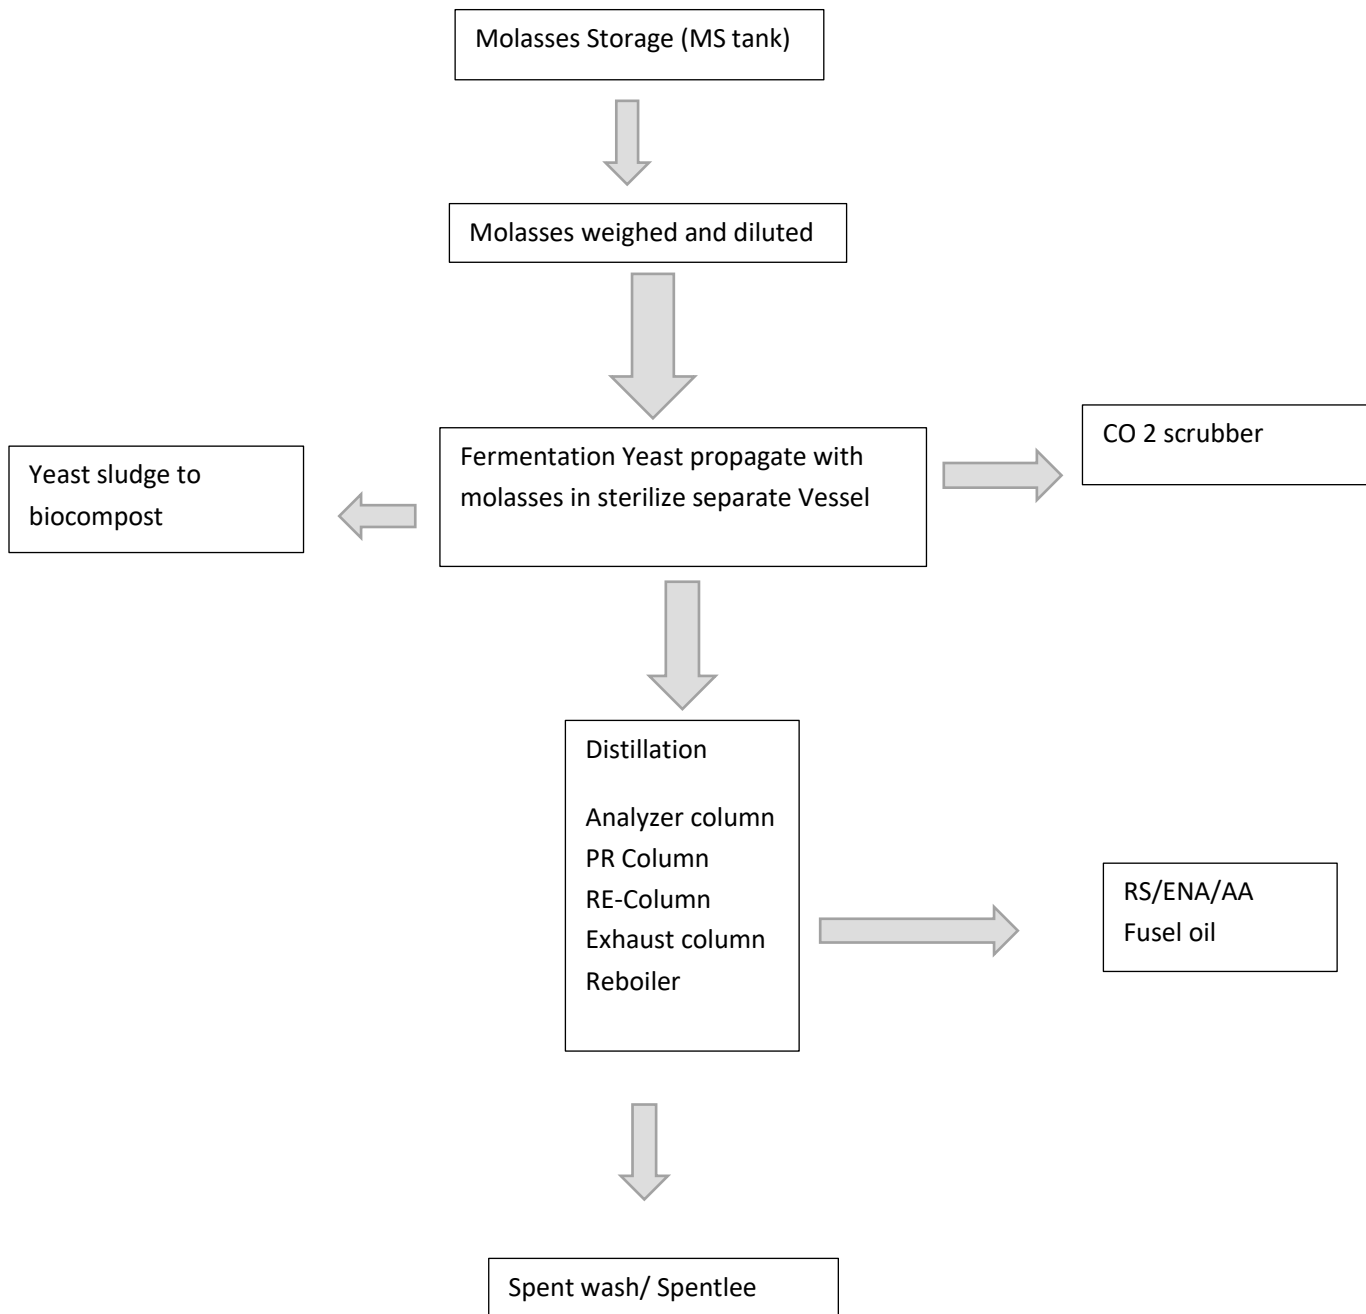 Molasses Storage (MS tank)
Molasses weighed and diluted
Fermentation Yeast propagate with
molasses in sterilize separate Vessel
CO 2 scrubber
Yeast sludge to
biocompost
Distillation
Analyzer column
PR Column
RE-Column
Exhaust column
Reboiler
RS/ENA/AA
Fusel oil
Spent wash/ Spentlee